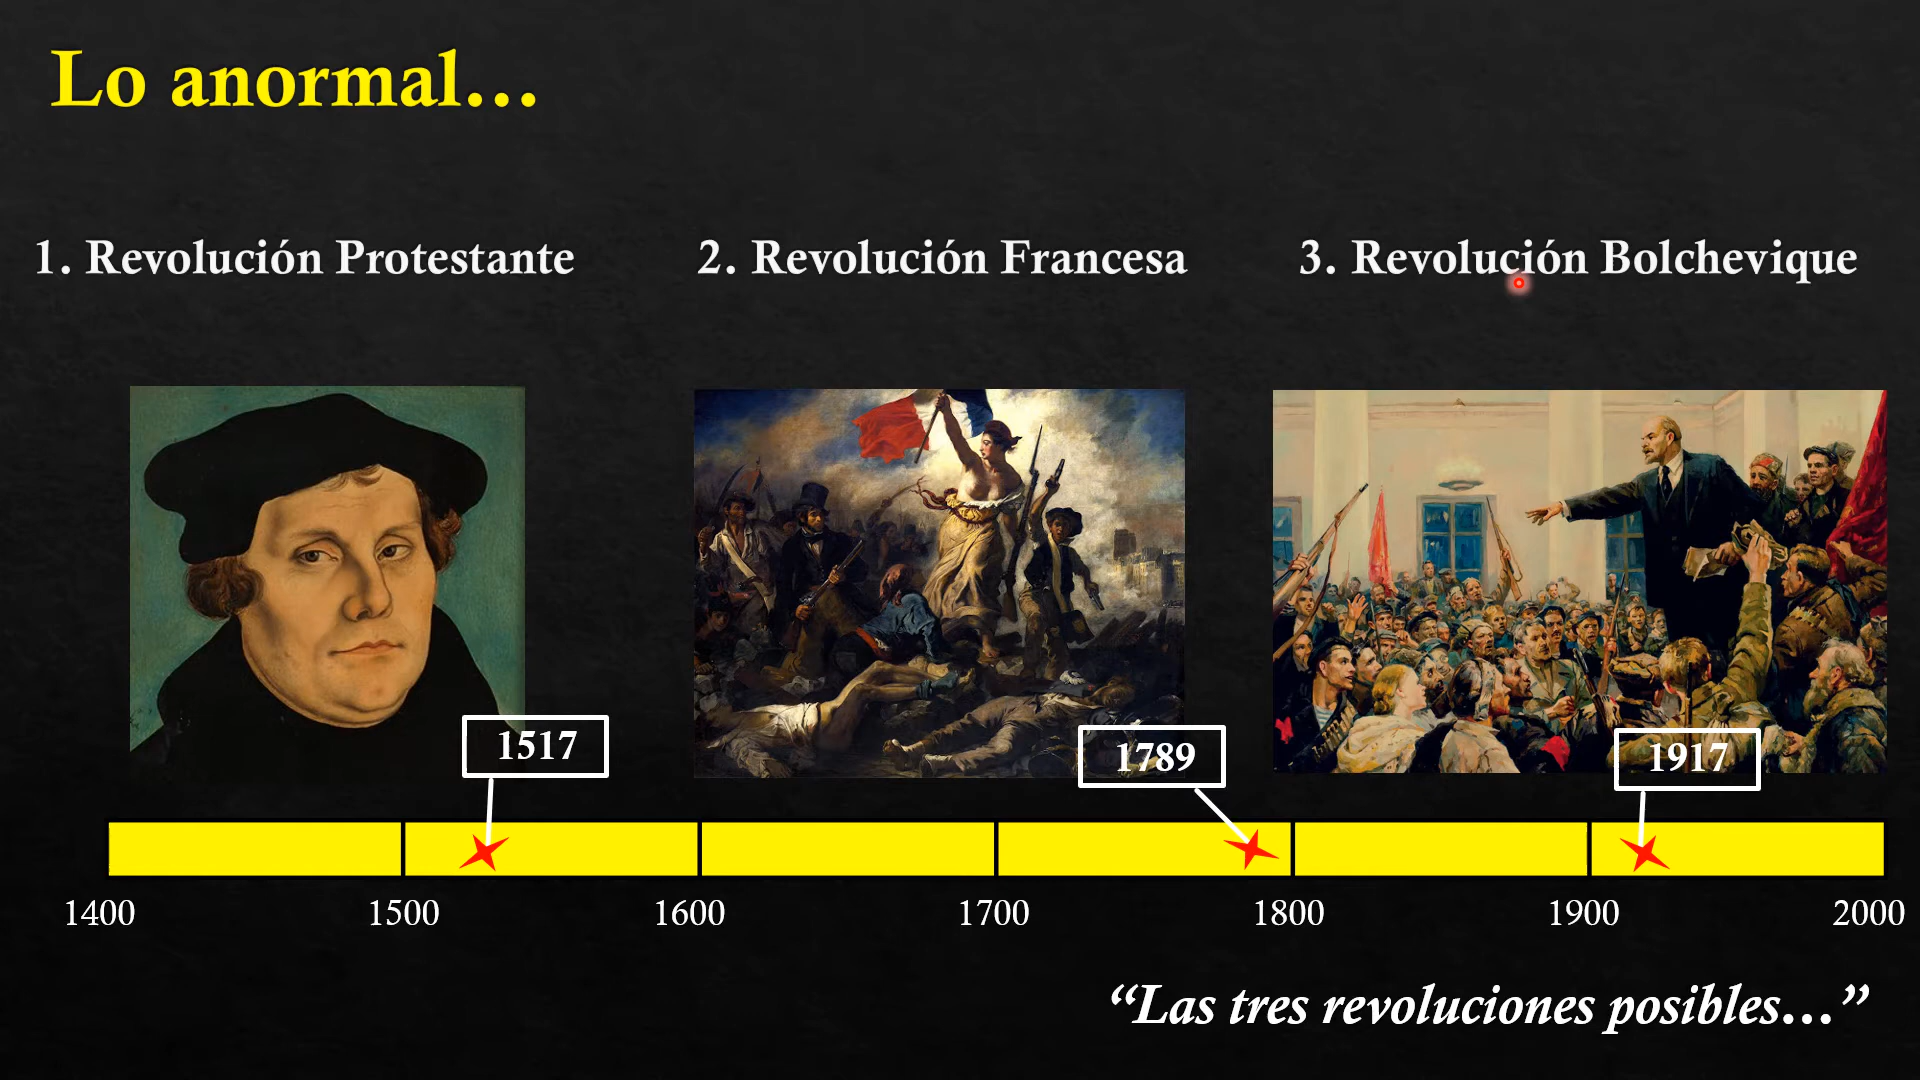 Lo anormal...
1. Revolución Protestante
2. Revolución Francesa
3. Revolución Bolchevique
1517
1789
1917
1400
1500
1600
1700
1800
1900
2000
“Las tres revoluciones posibles...”